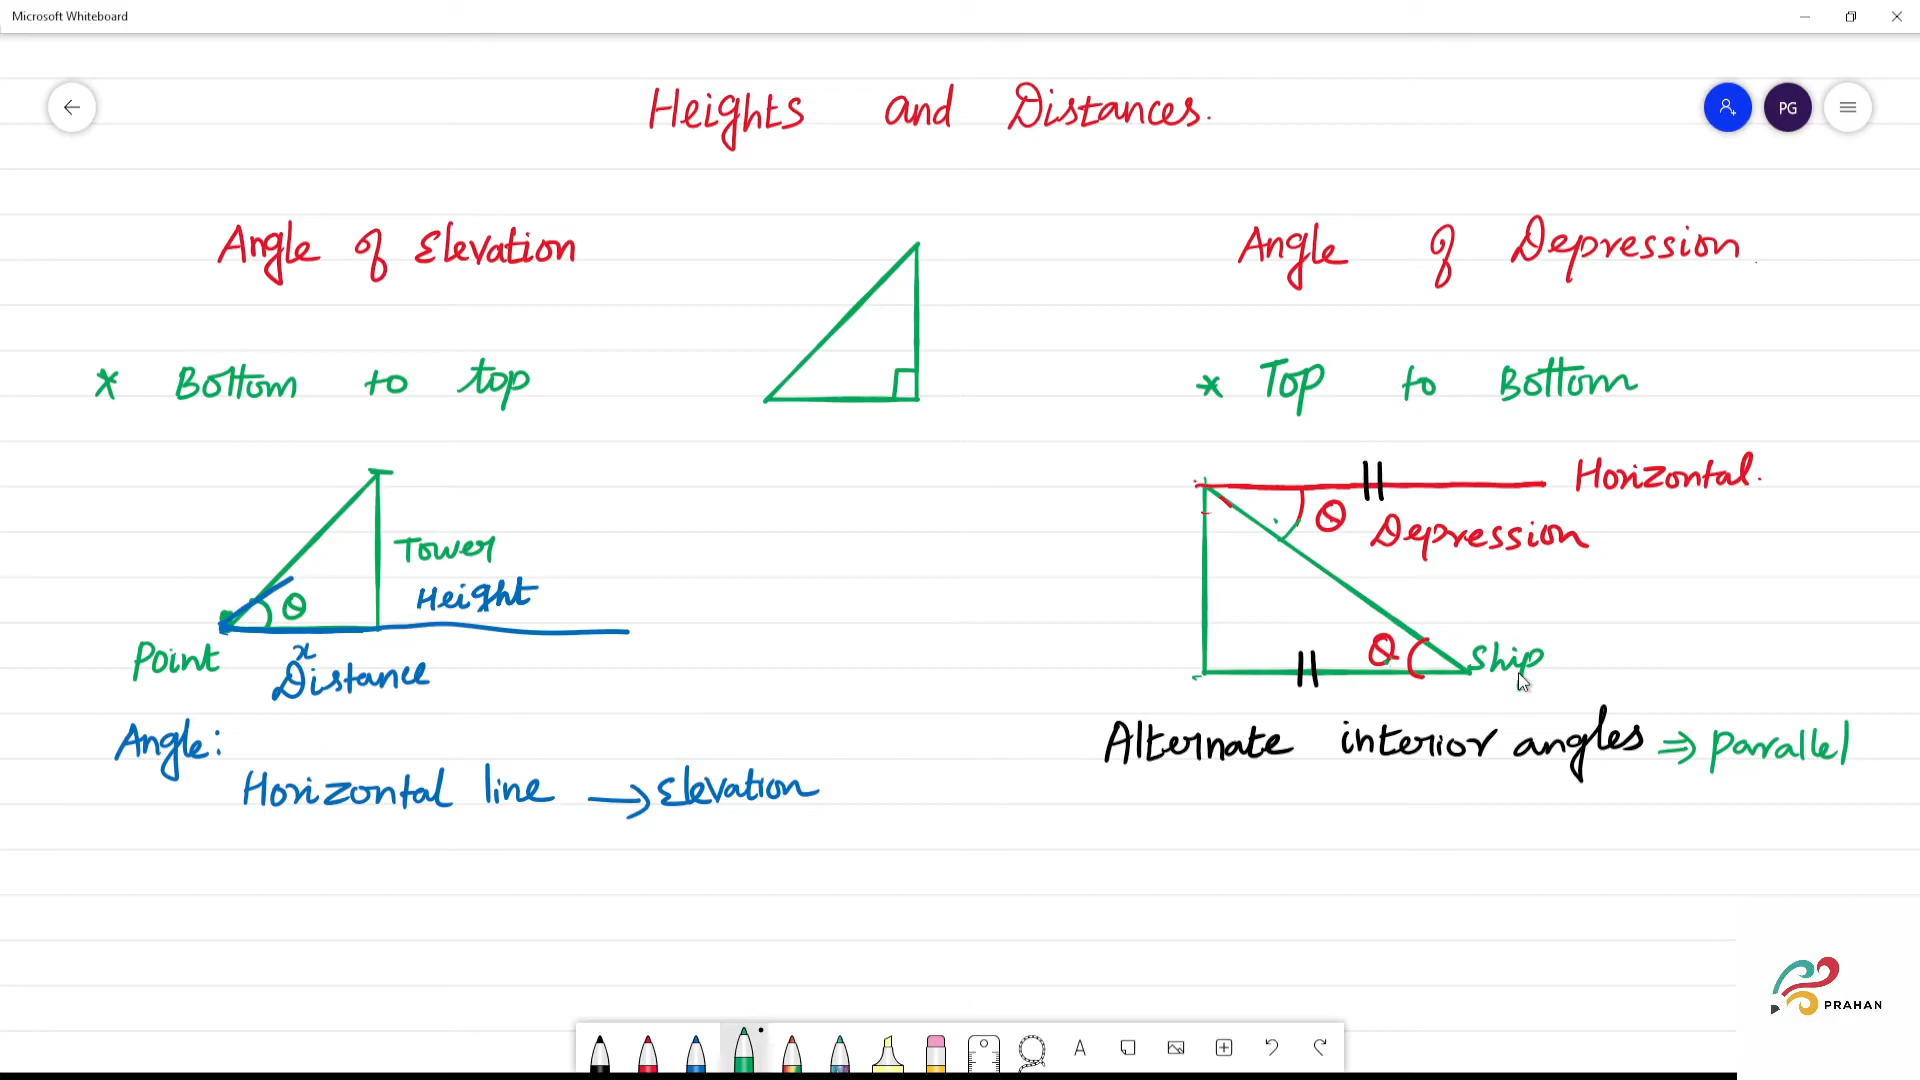 Microsoft Whiteboard
Heights and Distances.
PG
Angle of Elevation
* Bottom to top
Tower
Height
θ
Point
x
Distance
Angle:
Horizontal line → Elevation
Angle of Depression
* Top to Bottom
Horizontal.
θ
Depression
θ
Ship
Alternate interior angles ⇒ parallel
PRAHAN
A